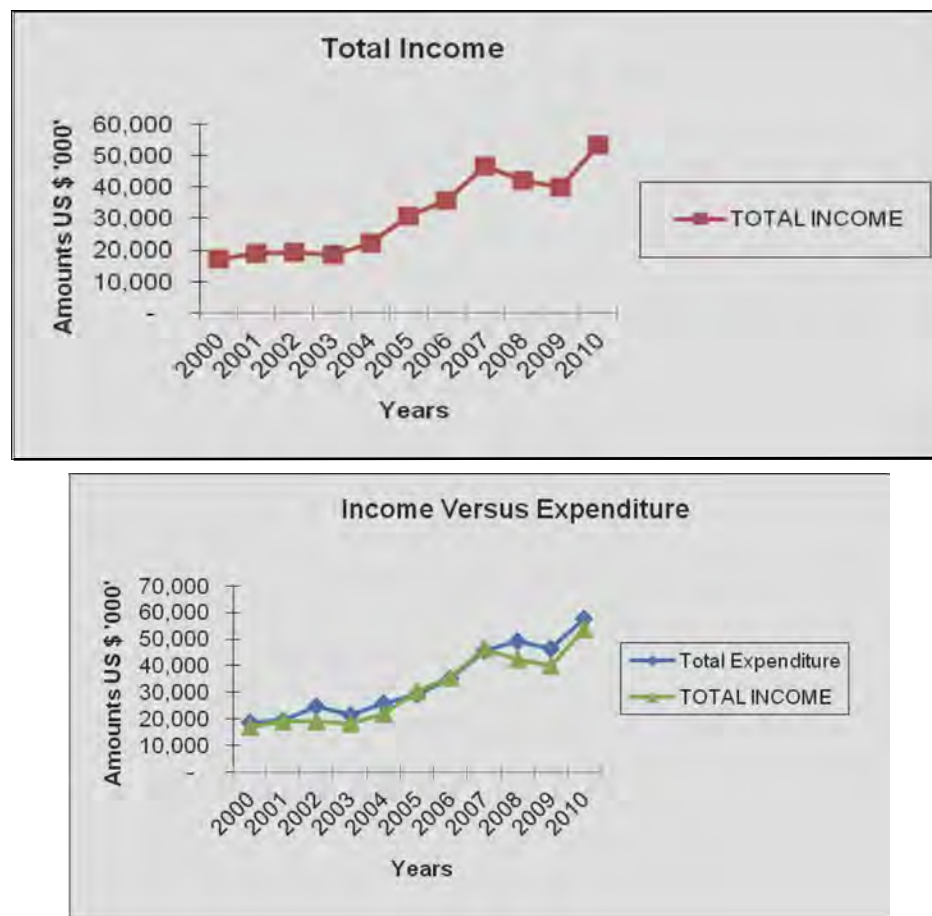 Total Income
Amounts US $ '000'
60,000
50,000
40,000
30,000
20,000
10,000
-
2000 2001 2002 2003 2004 2005 2006 2007 2008 2009 2010
Years
TOTAL INCOME
Income Versus Expenditure
Amounts US $ '000'
70,000
60,000
50,000
40,000
30,000
20,000
10,000
-
2000 2001 2002 2003 2004 2005 2006 2007 2008 2009 2010
Years
Total Expenditure
TOTAL INCOME